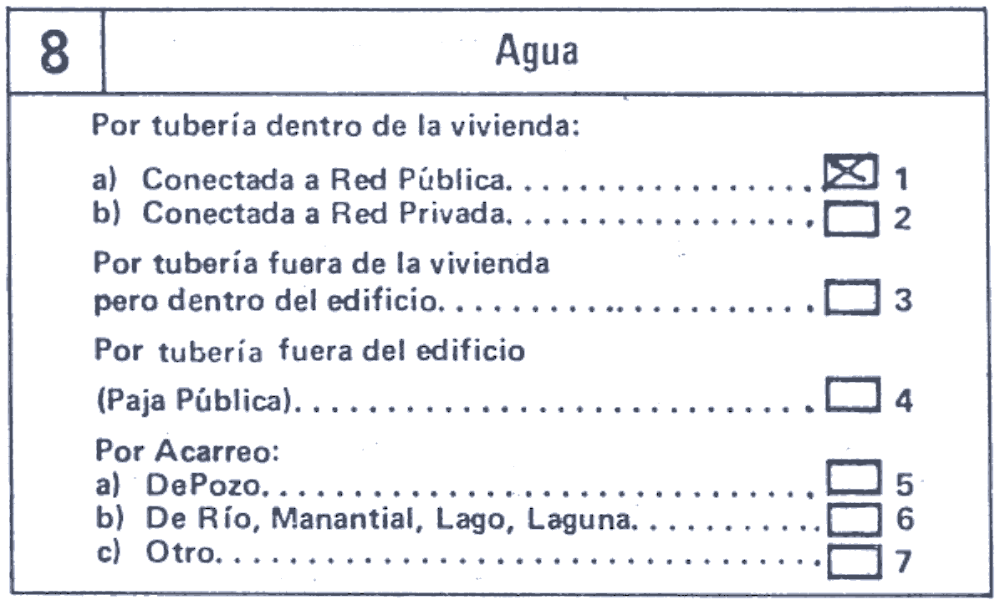 8 Agua
Por tubería dentro de la vivienda:
a) Conectada a Red Pública. . . . . . . . . . . . . . . . . ☒ 1
b) Conectada a Red Privada. . . . . . . . . . . . . . . . . ☐ 2
Por tubería fuera de la vivienda
pero dentro del edificio. . . . . . . . . . . . . . . . . . . . . ☐ 3
Por tubería fuera del edificio
(Paja Pública). . . . . . . . . . . . . . . . . . . . . . . . . . . . ☐ 4
Por Acarreo:
a) DePozo. . . . . . . . . . . . . . . . . . . . . . . . . . . . . . ☐ 5
b) De Río, Manantial, Lago, Laguna. . . . . . . . . . . ☐ 6
c) Otro. . . . . . . . . . . . . . . . . . . . . . . . . . . . . . . . . ☐ 7